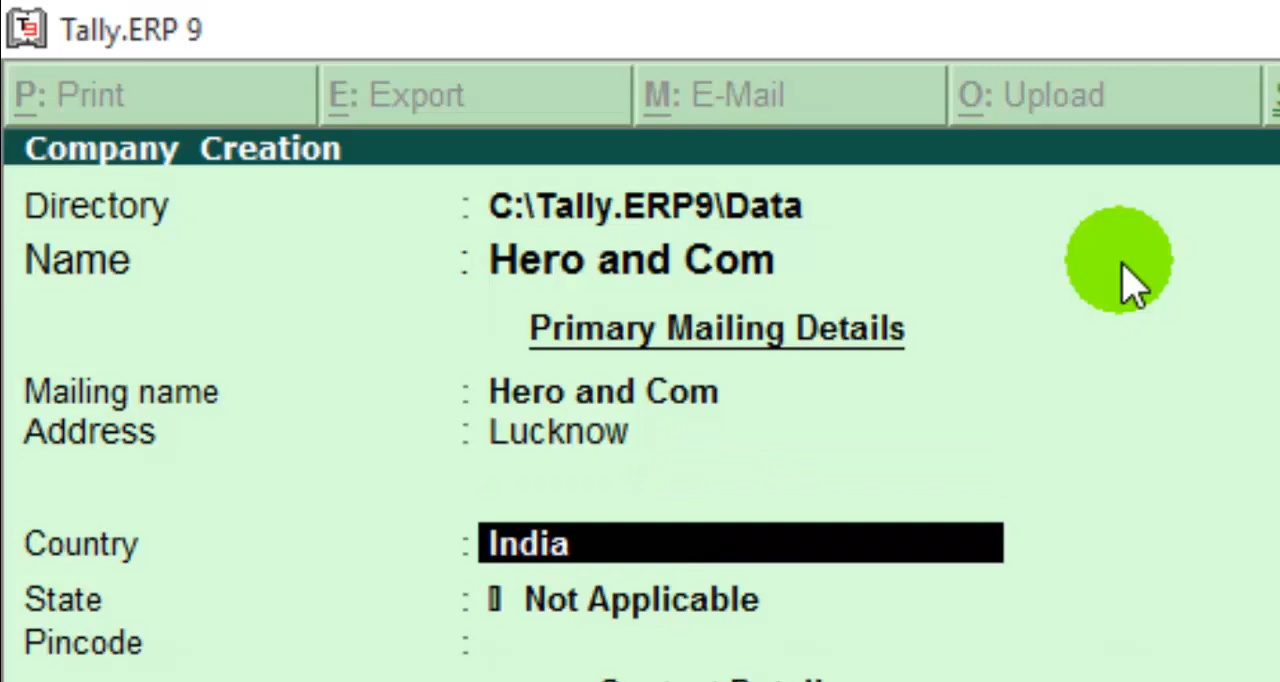 Tally.ERP 9
P: Print E: Export M: E-Mail O: Upload
Company Creation
Directory : C:\Tally.ERP9\Data
Name : Hero and Com
Primary Mailing Details
Mailing name : Hero and Com
Address : Lucknow
Country : India
State : Not Applicable
Pincode :